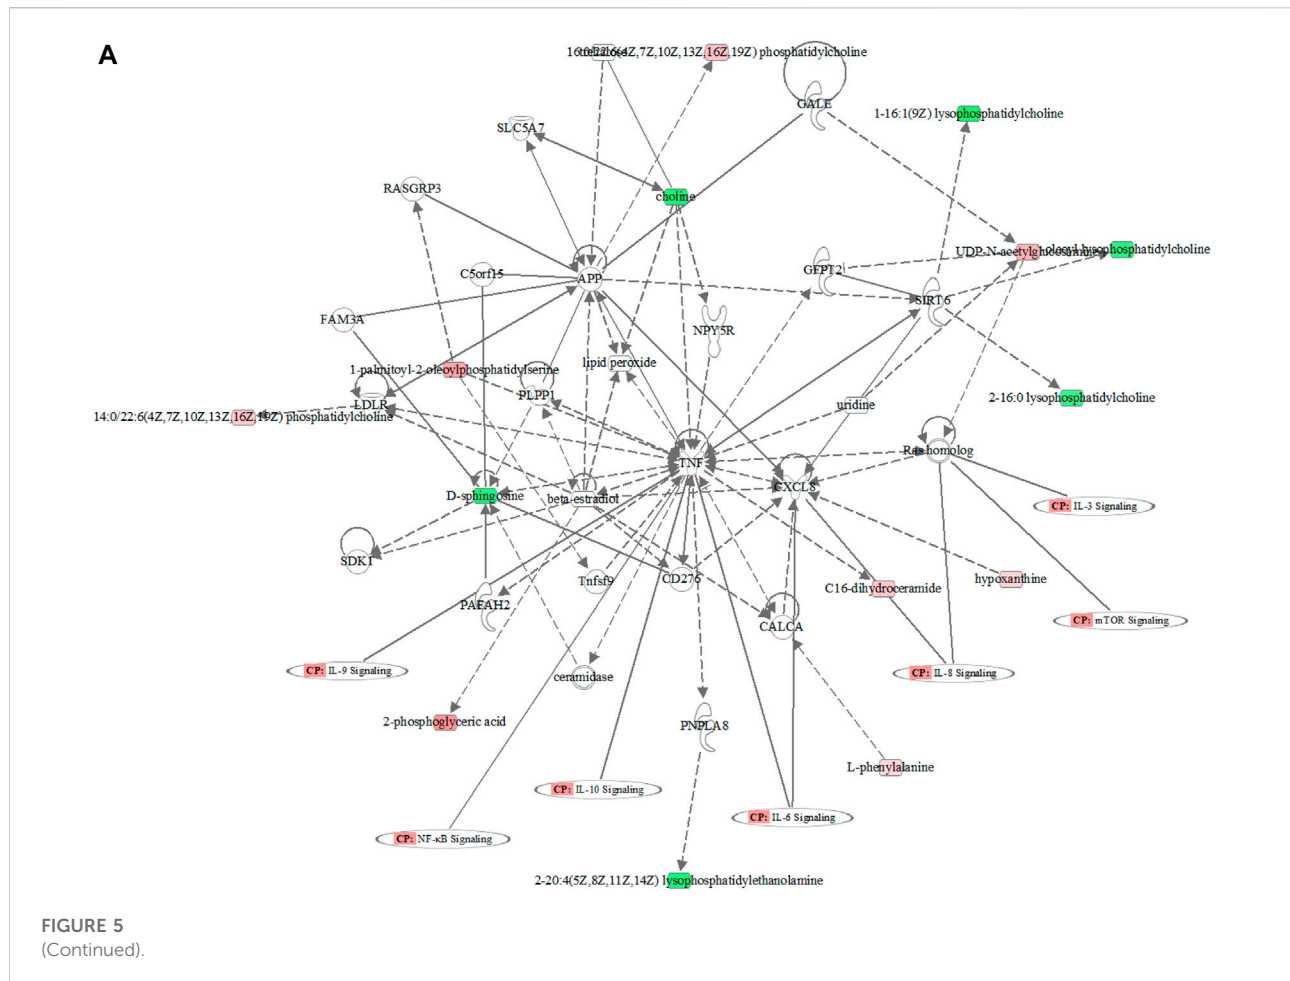 A
16:0/22:6(4Z,7Z,10Z,13Z,16Z,19Z) phosphatidylcholine
GALE
1-16:1(9Z) lysophosphatidylcholine
SLC5A7
RASGRP3
choline
UDP-N-acetylglucosamine
oleoyl lysophosphatidylcholine
GFPT2
C5orf15
APP
SIRT6
FAM3A
NPY5R
lipid peroxide
1-palmitoyl-2-oleoylphosphatidylserine
PLPP1
2-16:0 lysophosphatidylcholine
LDLR
uridine
14:0/22:6(4Z,7Z,10Z,13Z,16Z,19Z) phosphatidylcholine
Ras homolog
TNF
CXCL8
D-sphingosine
beta-estradiol
CP: IL-3 Signaling
SDK1
Tnfsf9
CD276
hypoxanthine
C16-dihydroceramide
PAFAH2
CALCA
CP: mTOR Signaling
CP: IL-9 Signaling
ceramidase
CP: IL-8 Signaling
2-phosphoglyceric acid
PNPLA8
L-phenylalanine
CP: IL-10 Signaling
CP: IL-6 Signaling
CP: NF-κB Signaling
2-20:4(5Z,8Z,11Z,14Z) lysophosphatidylethanolamine
FIGURE 5
(Continued).